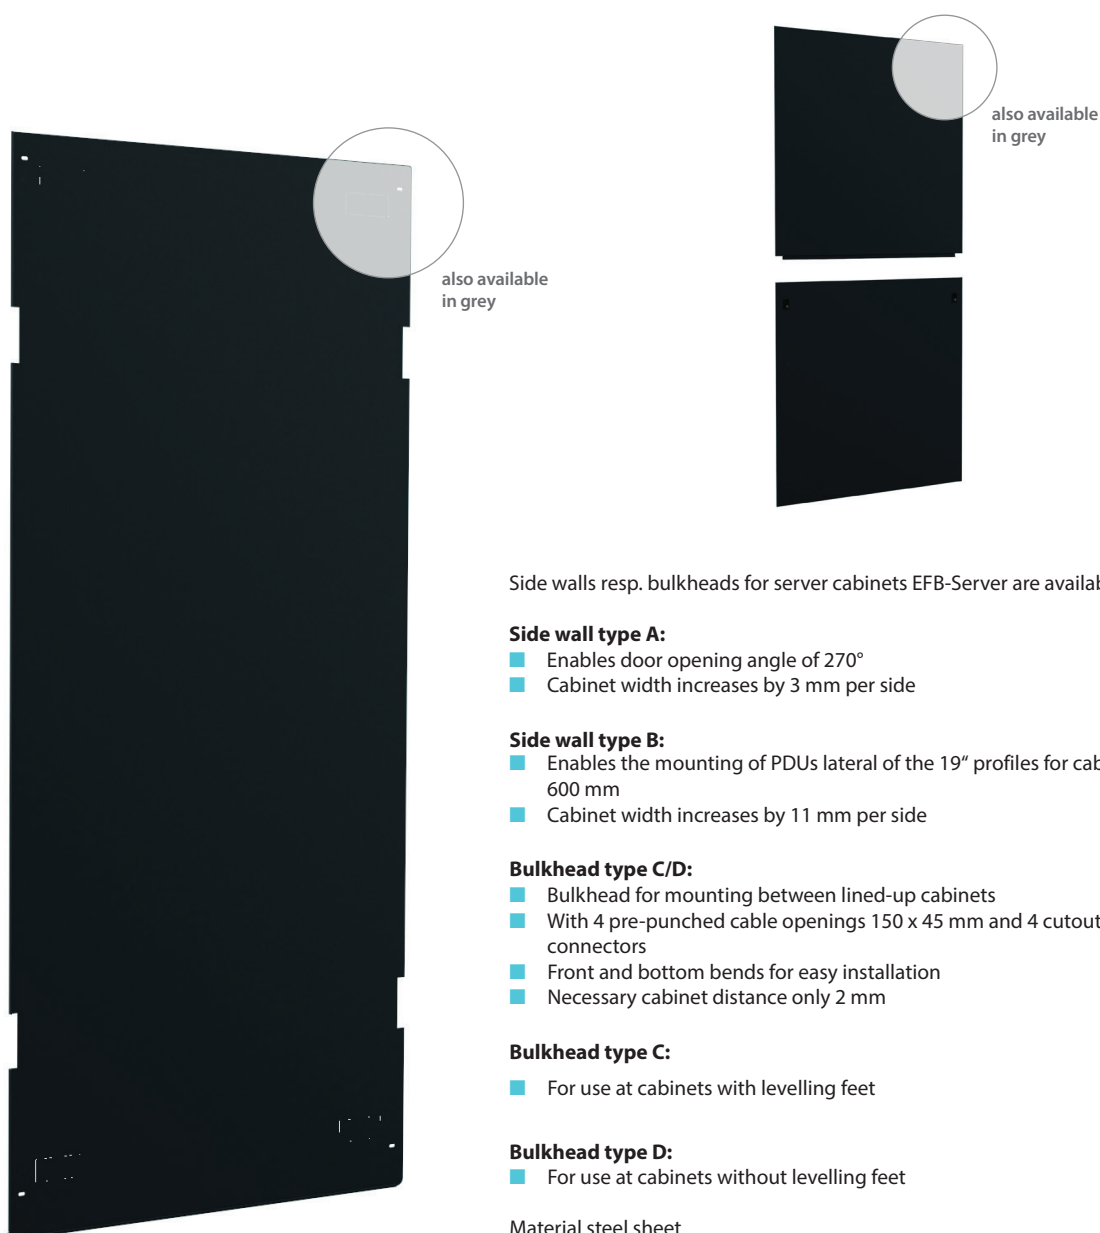 also available
in grey
also available
in grey
Side walls resp. bulkheads for server cabinets EFB-Server are
Side wall type A:
Enables door opening angle of 270°
Cabinet width increases by 3 mm per side
Side wall type B:
Enables the mounting of PDUs lateral of the 19“ profiles for
600 mm
Cabinet width increases by 11 mm per side
Bulkhead type C/D:
Bulkhead for mounting between lined-up cabinets
With 4 pre-punched cable openings 150 x 45 mm and 4 cutout
connectors
Front and bottom bends for easy installation
Necessary cabinet distance only 2 mm
Bulkhead type C:
For use at cabinets with levelling feet
Bulkhead type D:
For use at cabinets without levelling feet
Material steel sheet